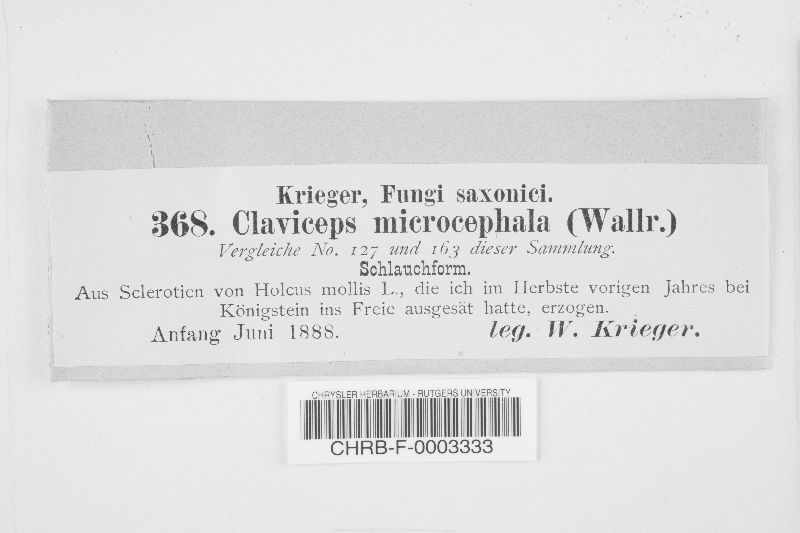 Krieger, Fungi saxonici.
368. Claviceps microcephala (Wallr.)
Vergleiche No. 127 und 163 dieser Sammlung.
Schlauchform.
Aus Sclerotien von Holcus mollis L., die ich im Herbste vorigen Jahres bei
Königstein ins Freie ausgesät hatte, erzogen.
Anfang Juni 1888. leg. W. Krieger.
CHRYSLER HERBARIUM - RUTGERS UNIVERSITY
CHRB-F-0003333